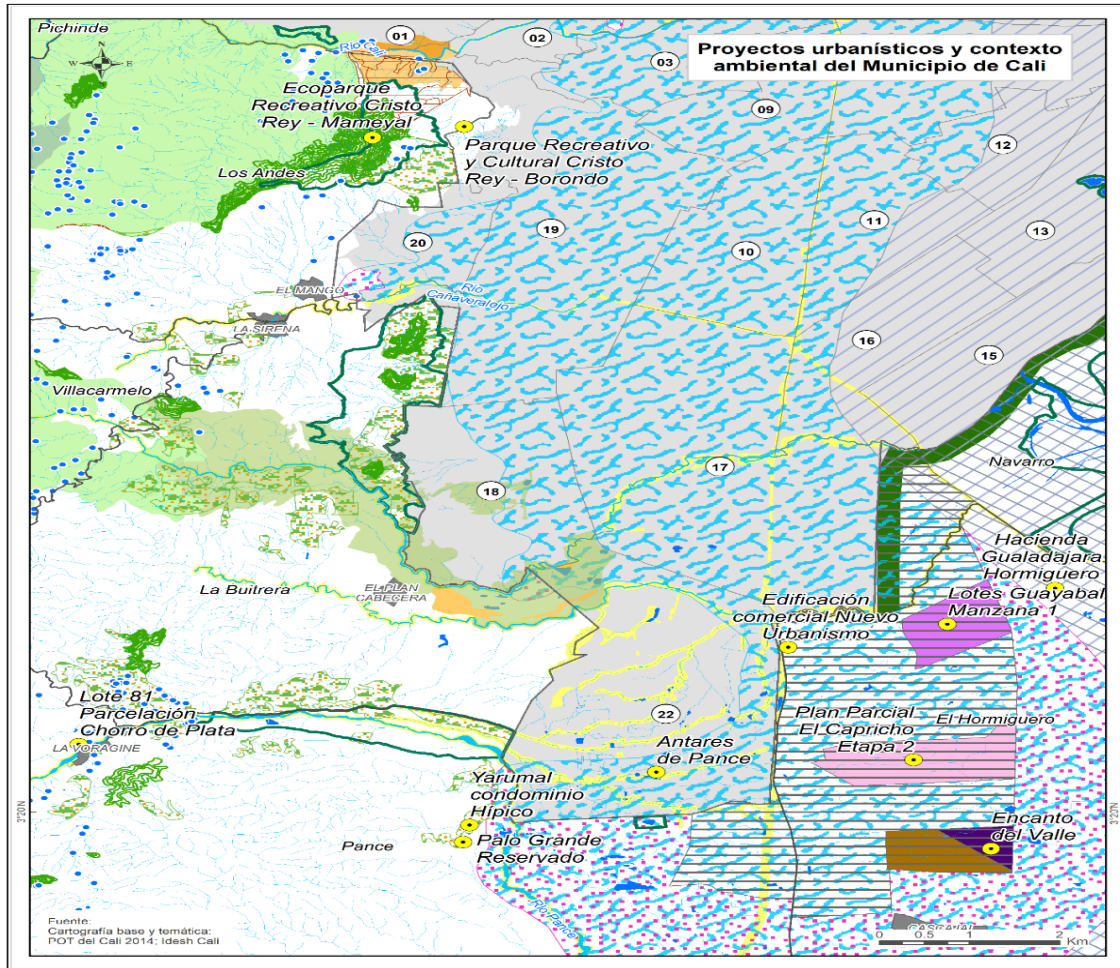 Pichinde
N
W
E
S
Río Cali
01
02
03
Proyectos urbanísticos y contexto
ambiental del Municipio de Cali
Ecoparque
Recreativo Cristo
Rey - Mameyal
09
Parque Recreativo
y Cultural Cristo
Rey - Borondo
12
Los Andes
20
19
10
11
13
EL MANGO
Río
Cañaveralejo
LA SIRENA
16
15
Villacarmelo
17
Navarro
18
Hacienda
Gualadajara
Hormiguero
La Buitrera
EL PLAN
CABECERA
Edificación
comercial Nuevo
Urbanismo
Lotes Guayabal
Manzana 1
Lote 81
Parcelación
Chorro de Plata
LA VORAGINE
22
Plan Parcial
El Capricho
Etapa 2
El Hormiguero
Antares
de Pance
Yarumal
condominio
Hípico
3°20'N
3°20'N
Pance
Palo Grande
Reservado
Encanto
del Valle
Río Pance
Fuente:
Cartografía base y temática:
POT del Cali 2014; Idesh Cali
CASCAJAL
0 0.5 1 2
Km